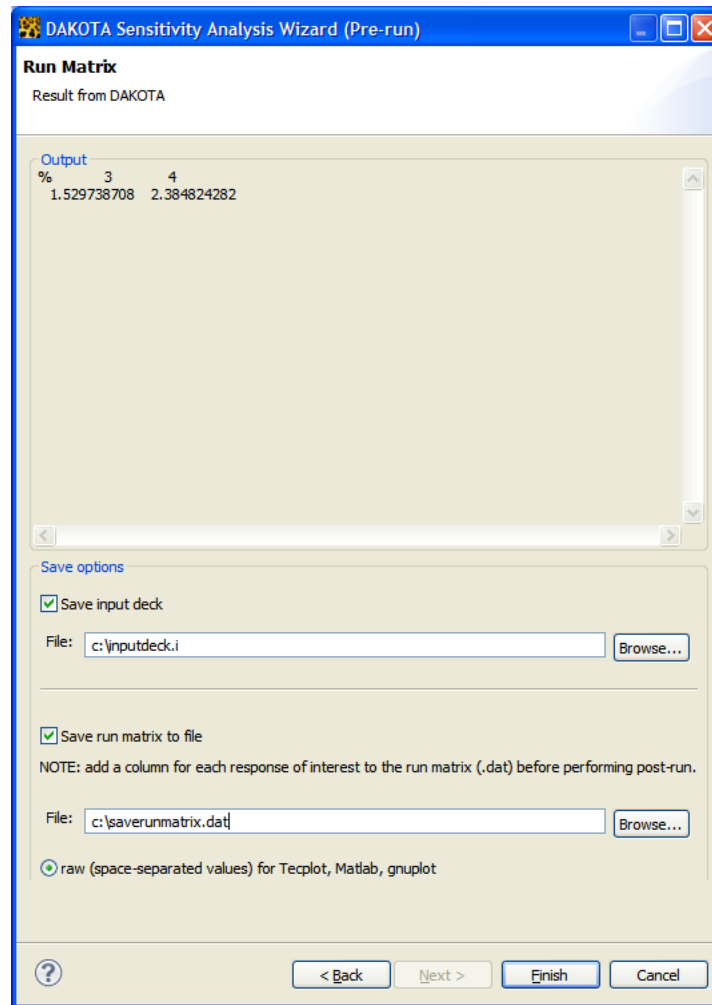 DAKOTA Sensitivity Analysis Wizard (Pre-run)
Run Matrix
Result from DAKOTA
Output
% 3 4
1.529738708 2.384824282
Save options
Save input deck
File: c:\inputdeck.i Browse...
Save run matrix to file
NOTE: add a column for each response of interest to the run matrix (.dat) before performing post-run.
File: c:\saverunmatrix.dat Browse...
raw (space-separated values) for Tecplot, Matlab, gnuplot
? < Back Next > Finish Cancel